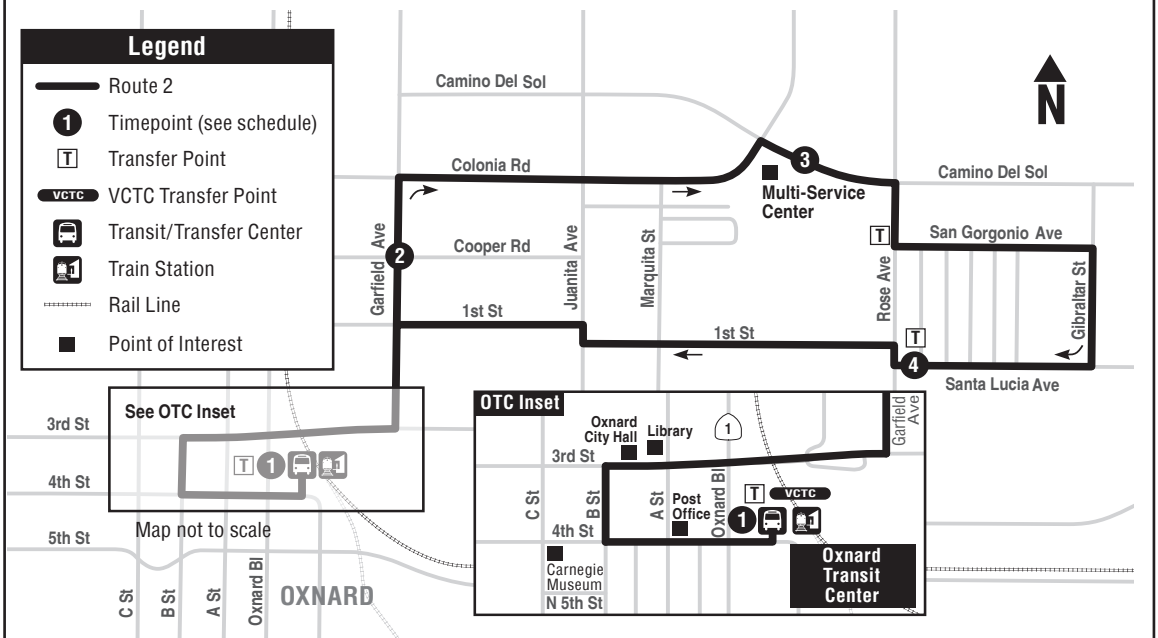 Legend
Route 2
1 Timepoint (see schedule)
T Transfer Point
VCTC VCTC Transfer Point
Transit/Transfer Center
Train Station
Rail Line
Point of Interest
N
Camino Del Sol
Colonia Rd
3
Multi-Service
Center
Camino Del Sol
Garfield Ave
2
Cooper Rd
Juanita Ave
Marquita St
T
San Gorgonio Ave
Rose Ave
Gibraltar St
1st St
1st St
T
4
Santa Lucia Ave
See OTC Inset
3rd St
T 1
4th St
Map not to scale
5th St
C St
B St
A St
Oxnard Bl
OXNARD
OTC Inset
Oxnard
City Hall
Library
1
Garfield
Ave
3rd St
C St
B St
A St
Oxnard Bl
Post
Office
T VCTC
1
4th St
Carnegie
Museum
N 5th St
Oxnard
Transit
Center